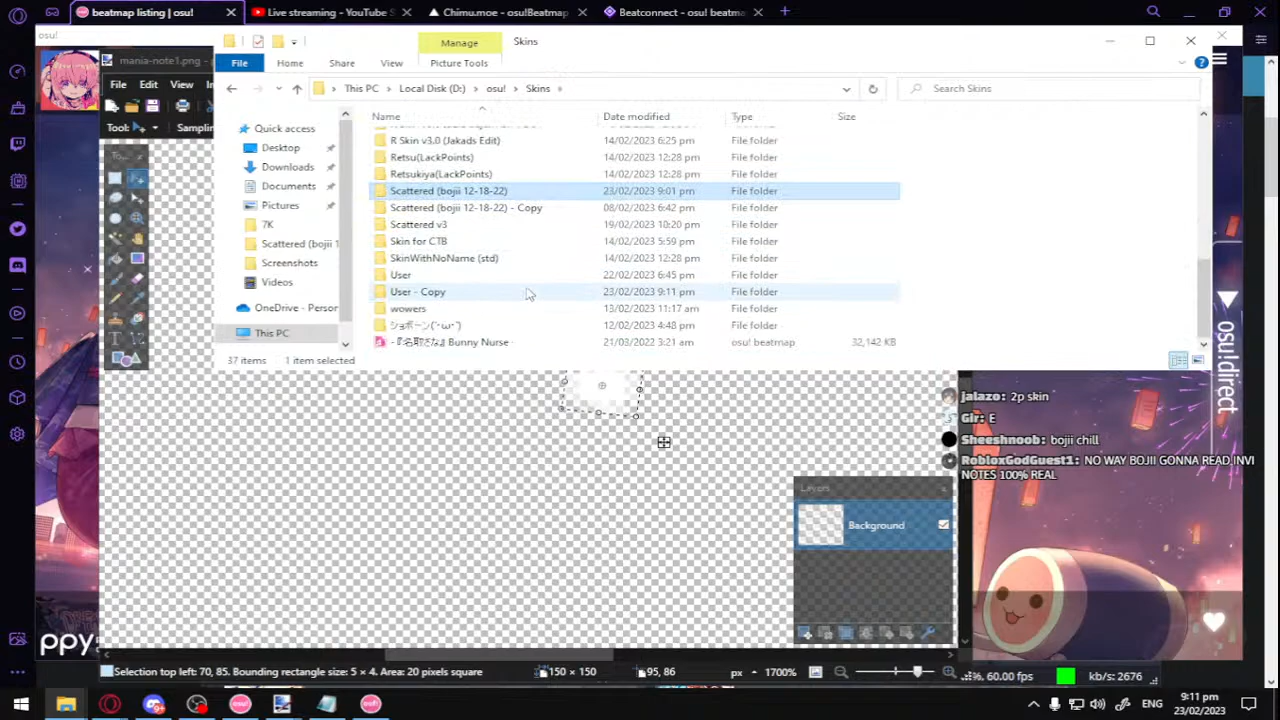 beatmap listing | osu!
Live streaming - YouTube S
Chimu.moe - osu!Beatmap
Beatconnect - osu! beatm
osu!
Manage
Skins
mania-note1.png - p
File
Home
Share
View
Picture Tools
File Edit View
This PC
Local Disk (D:)
osu!
Skins
Search Skins
Tool:
Samplin
Name
Date modified
Type
Size
Quick access
Desktop
Downloads
Documents
Pictures
7K
Scattered (bojii 1
Screenshots
Videos
OneDrive - Person
This PC
R Skin v3.0 (Jakads Edit) 14/02/2023 6:25 pm File folder
Retsu(LackPoints) 14/02/2023 12:28 pm File folder
Retsukiya(LackPoints) 14/02/2023 12:28 pm File folder
Scattered (bojii 12-18-22) 23/02/2023 9:01 pm File folder
Scattered (bojii 12-18-22) - Copy 08/02/2023 6:42 pm File folder
Scattered v3 19/02/2023 10:20 pm File folder
Skin for CTB 14/02/2023 5:59 pm File folder
SkinWithNoName (std) 14/02/2023 12:28 pm File folder
User 22/02/2023 6:45 pm File folder
User - Copy 23/02/2023 9:11 pm File folder
wowers 13/02/2023 11:17 am File folder
ショボーン(´･ω･`) 12/02/2023 4:48 pm File folder
-『名取さな』Bunny Nurse 21/03/2022 3:21 am osu! beatmap 32,142 KB
37 items
1 item selected
osu!direct
jalazo: 2p skin
Glr: E
Sheeshnoob: bojii chill
RobloxGodGuest1: NO WAY BOJII GONNA READ INVI
NOTES 100% REAL
Layers
Background
ppy
Selection top left: 70, 85. Bounding rectangle size: 5 × 4. Area: 20 pixels square
150 × 150
95, 86
px
1700%
%, 60.00 fps
kb/s: 2676
ENG
9:11 pm
23/02/2023